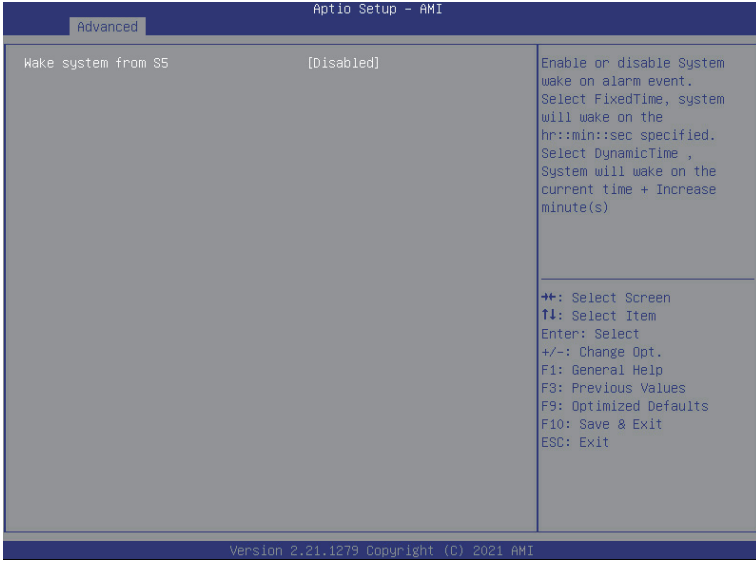 Aptio Setup – AMI
Advanced
Wake system from S5 [Disabled]
Enable or disable System
wake on alarm event.
Select FixedTime, system
will wake on the
hr::min::sec specified.
Select DynamicTime ,
System will wake on the
current time + Increase
minute(s)
→←: Select Screen
↑↓: Select Item
Enter: Select
+/-: Change Opt.
F1: General Help
F3: Previous Values
F9: Optimized Defaults
F10: Save & Exit
ESC: Exit
Version 2.21.1279 Copyright (C) 2021 AMI